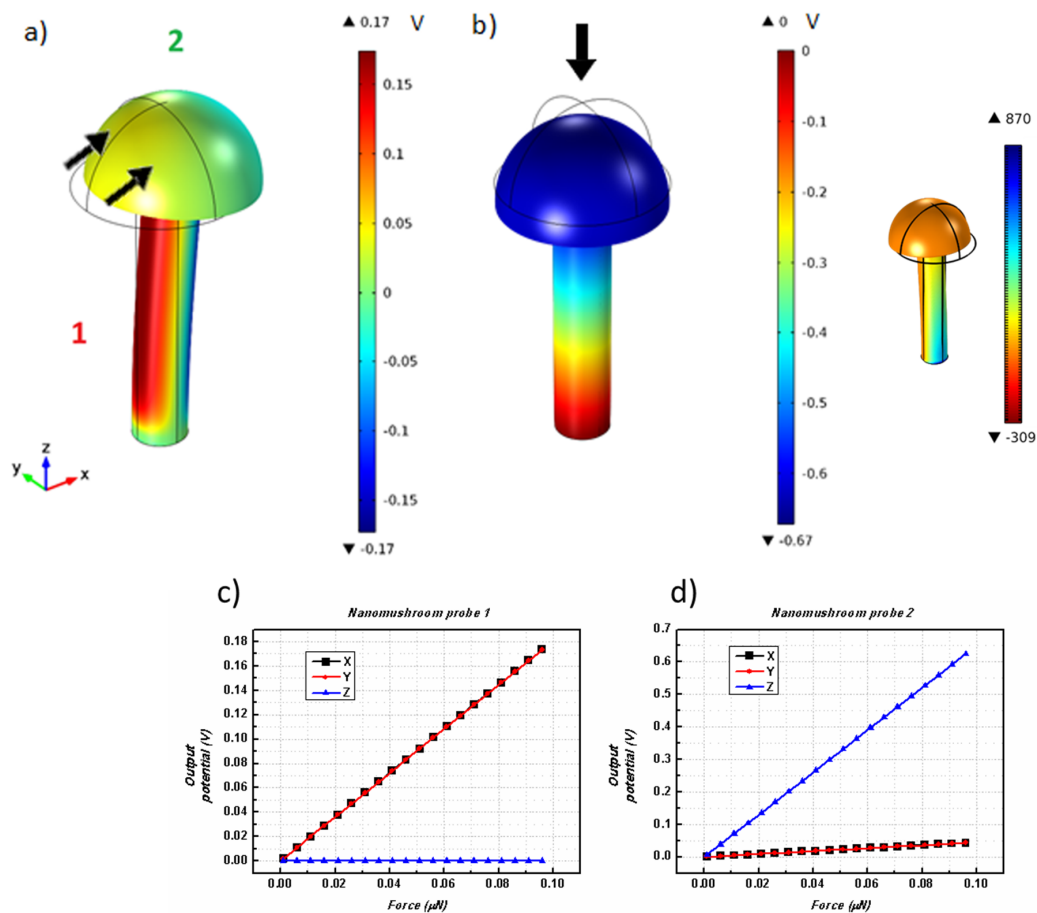 a)
2
1
▲ 0.17 V
0.15
0.1
0.05
0
-0.05
-0.1
-0.15
▼ -0.17
z
y
x
b)
▲ 0 V
0
-0.1
-0.2
-0.3
-0.4
-0.5
-0.6
▼ -0.67
▲ 870
▼ -309
c)
Nanomushroom probe 1
X
Y
Z
0.18
0.16
0.14
0.12
0.10
0.08
0.06
0.04
0.02
0.00
Output
potential (V)
0.00 0.02 0.04 0.06 0.08 0.10
Force (µN)
d)
Nanomushroom probe 2
X
Y
Z
0.7
0.6
0.5
0.4
0.3
0.2
0.1
0.0
Output
potential (V)
0.00 0.02 0.04 0.06 0.08 0.10
Force (µN)